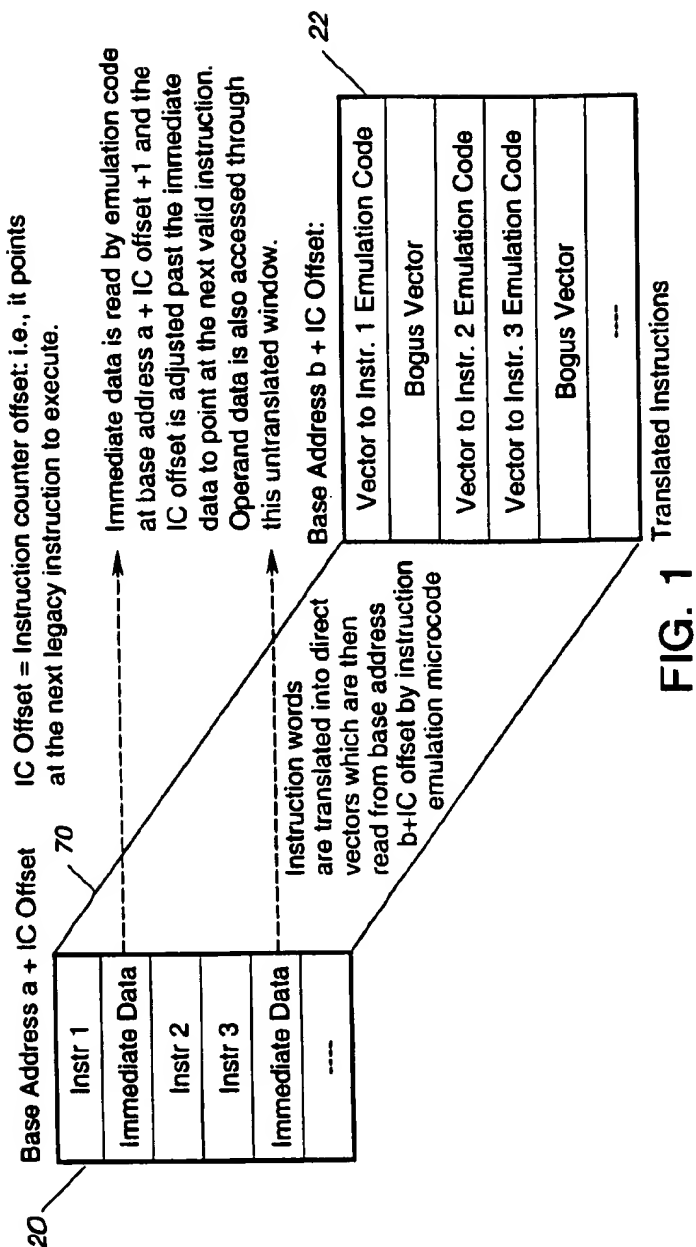 Base Address a + IC Offset
IC Offset = Instruction counter offset: i.e., it points
at the next legacy instruction to execute.
20
70
Instr 1
Immediate Data
Instr 2
Instr 3
Immediate Data
----
Immediate data is read by emulation code
at base address a + IC offset +1 and the
IC offset is adjusted past the immediate
data to point at the next valid instruction.
Operand data is also accessed through
this untranslated window.
Instruction words
are translated into direct
vectors which are then
read from base address
b+IC offset by instruction
emulation microcode
Base Address b + IC Offset:
22
Vector to Instr. 1 Emulation Code
Bogus Vector
Vector to Instr. 2 Emulation Code
Vector to Instr. 3 Emulation Code
Bogus Vector
----
Translated Instructions
FIG. 1